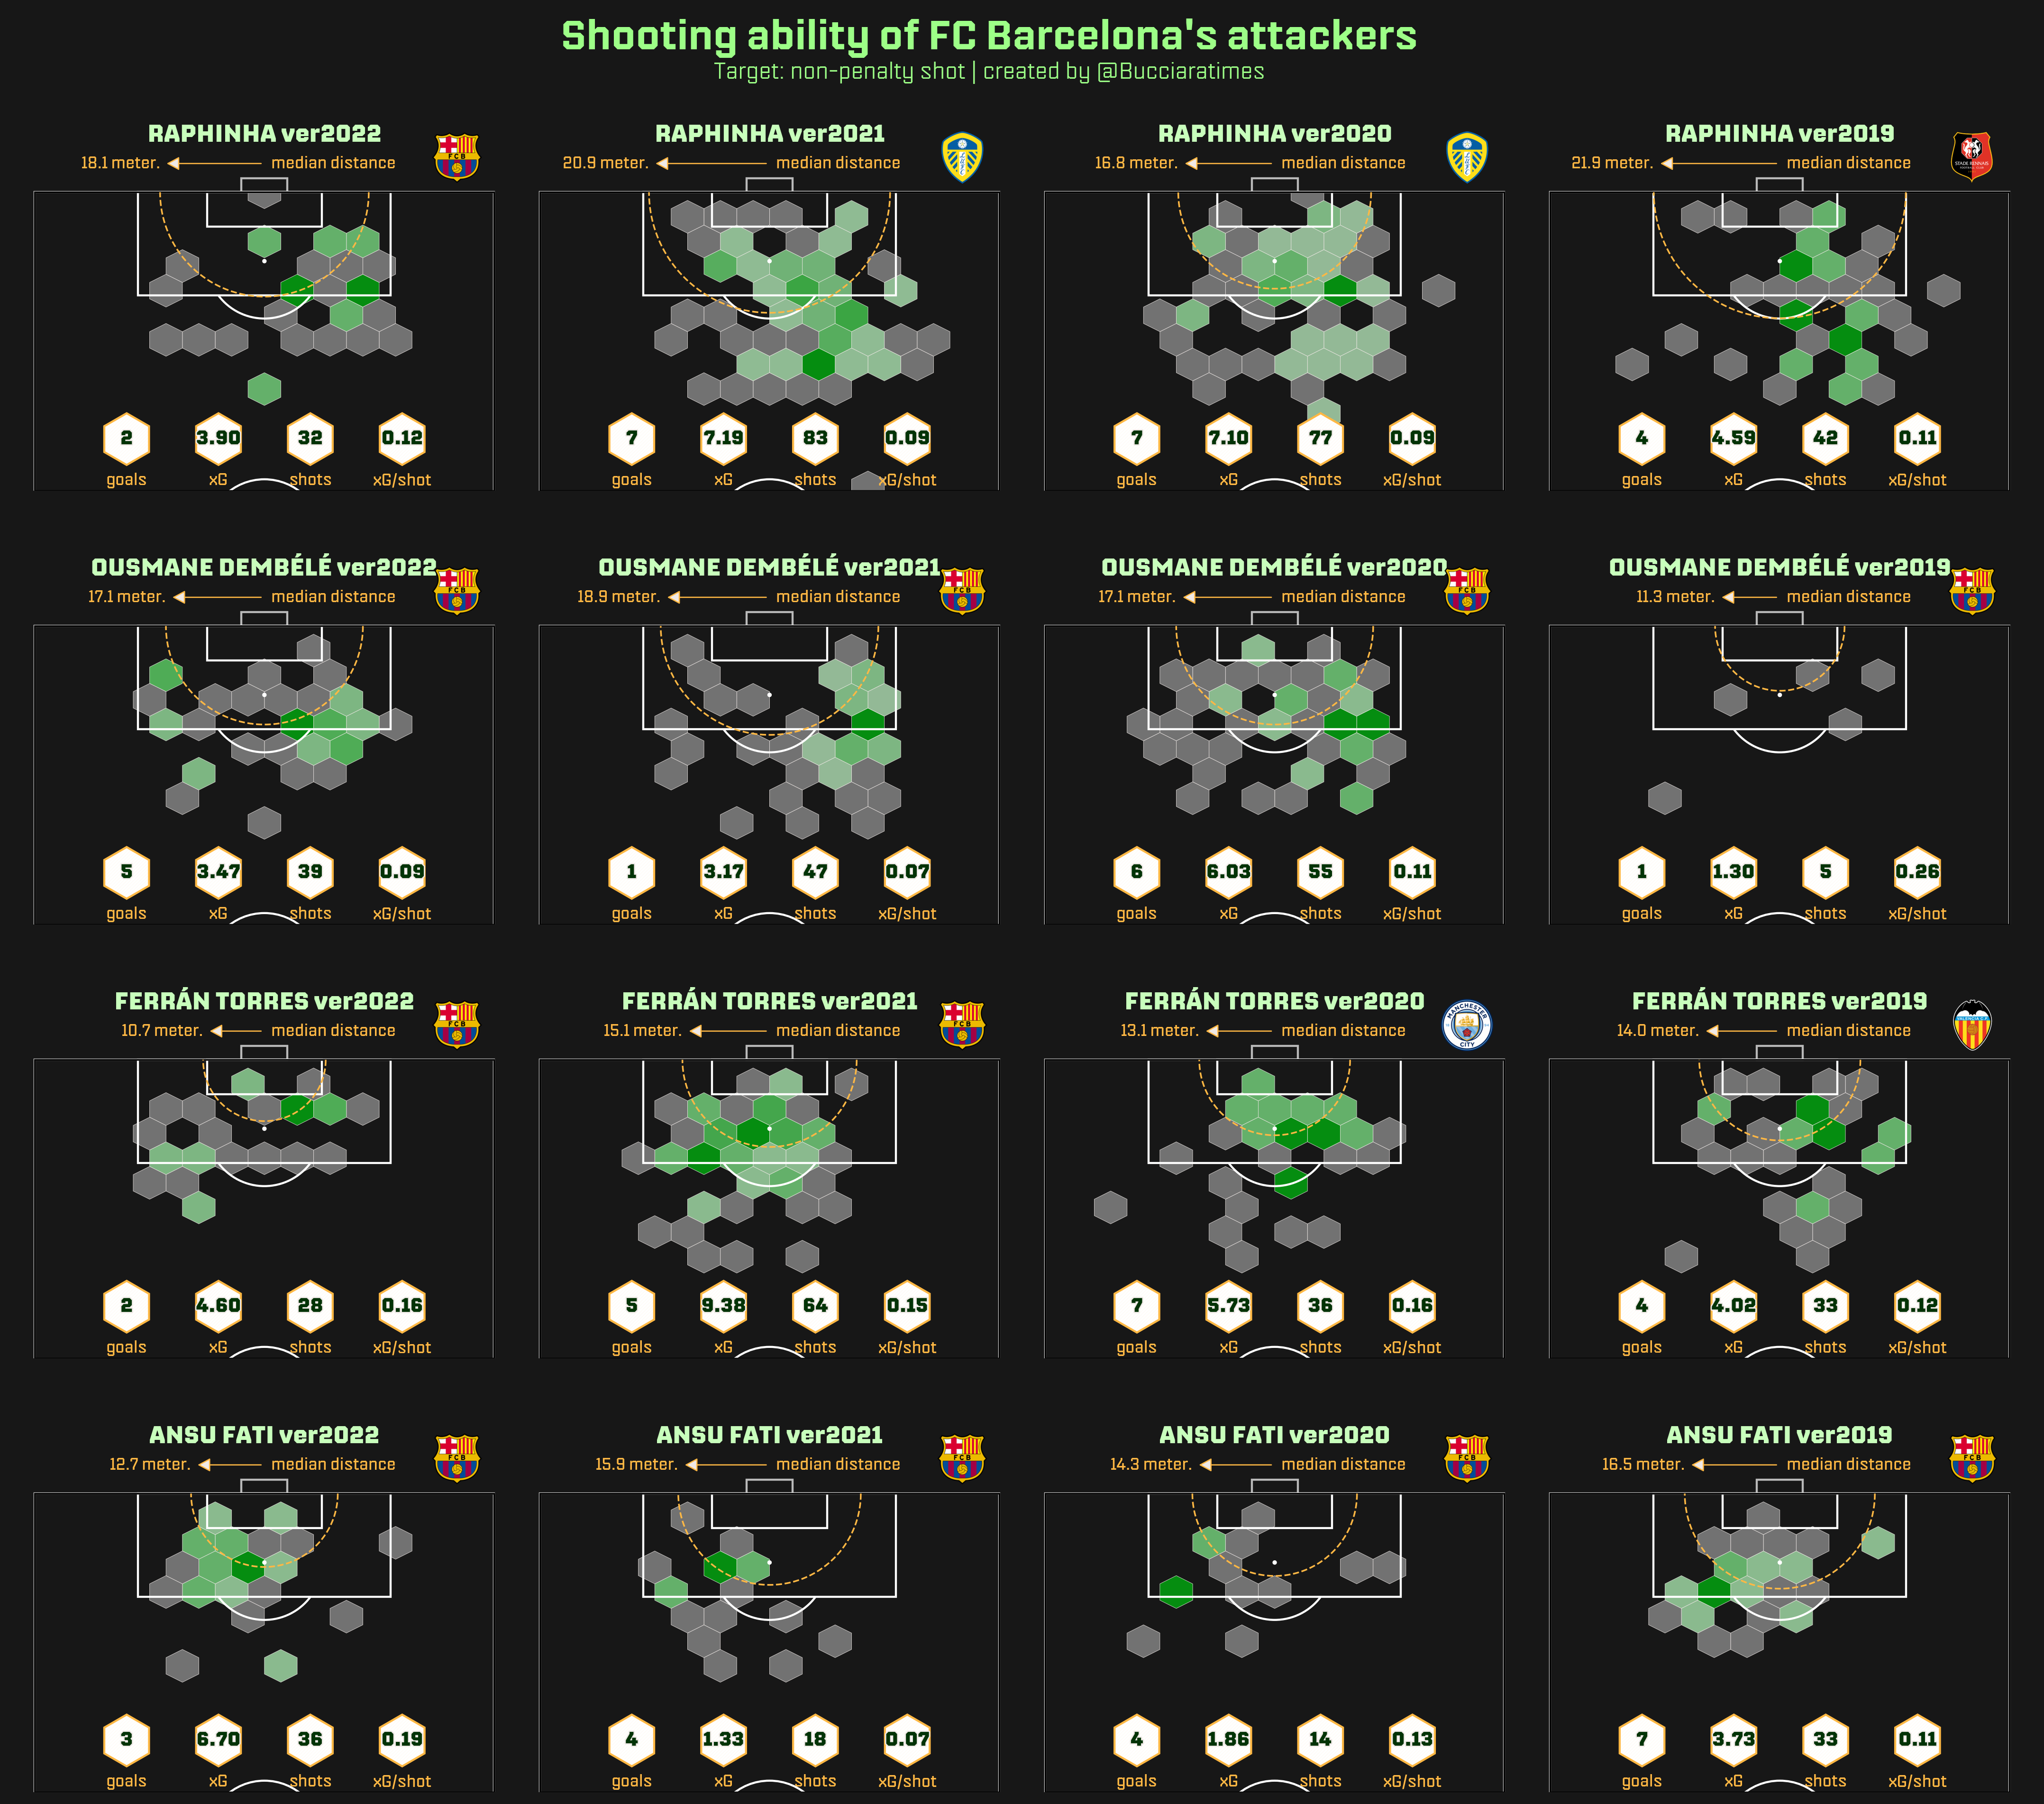 Shooting ability of FC Barcelona's attackers
Target: non-penalty shot | created by @Bucciaratimes
RAPHINHA ver2022
18.1 meter. median distance
2 3.90 32 0.12
goals xG shots xG/shot
RAPHINHA ver2021
20.9 meter. median distance
7 7.19 83 0.09
goals xG shots xG/shot
RAPHINHA ver2020
16.8 meter. median distance
7 7.10 77 0.09
goals xG shots xG/shot
RAPHINHA ver2019
21.9 meter. median distance
4 4.59 42 0.11
goals xG shots xG/shot
OUSMANE DEMBÉLÉ ver2022
17.1 meter. median distance
5 3.47 39 0.09
goals xG shots xG/shot
OUSMANE DEMBÉLÉ ver2021
18.9 meter. median distance
1 3.17 47 0.07
goals xG shots xG/shot
OUSMANE DEMBÉLÉ ver2020
17.1 meter. median distance
6 6.03 55 0.11
goals xG shots xG/shot
OUSMANE DEMBÉLÉ ver2019
11.3 meter. median distance
1 1.30 5 0.26
goals xG shots xG/shot
FERRÁN TORRES ver2022
10.7 meter. median distance
2 4.60 28 0.16
goals xG shots xG/shot
FERRÁN TORRES ver2021
15.1 meter. median distance
5 9.38 64 0.15
goals xG shots xG/shot
FERRÁN TORRES ver2020
13.1 meter. median distance
MANCHESTER CITY
7 5.73 36 0.16
goals xG shots xG/shot
FERRÁN TORRES ver2019
14.0 meter. median distance
4 4.02 33 0.12
goals xG shots xG/shot
ANSU FATI ver2022
12.7 meter. median distance
3 6.70 36 0.19
goals xG shots xG/shot
ANSU FATI ver2021
15.9 meter. median distance
4 1.33 18 0.07
goals xG shots xG/shot
ANSU FATI ver2020
14.3 meter. median distance
4 1.86 14 0.13
goals xG shots xG/shot
ANSU FATI ver2019
16.5 meter. median distance
7 3.73 33 0.11
goals xG shots xG/shot